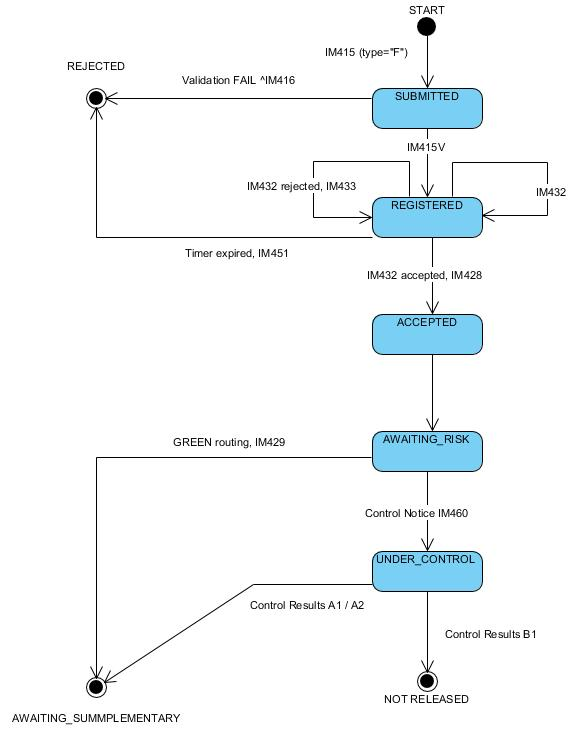 START
IM415 (type="F")
REJECTED
Validation FAIL ^IM416
SUBMITTED
IM415V
IM432 rejected, IM433
IM432
REGISTERED
Timer expired, IM451
IM432 accepted, IM428
ACCEPTED
AWAITING_RISK
GREEN routing, IM429
Control Notice IM460
UNDER_CONTROL
Control Results A1 / A2
Control Results B1
NOT RELEASED
AWAITING_SUMMPLEMENTARY